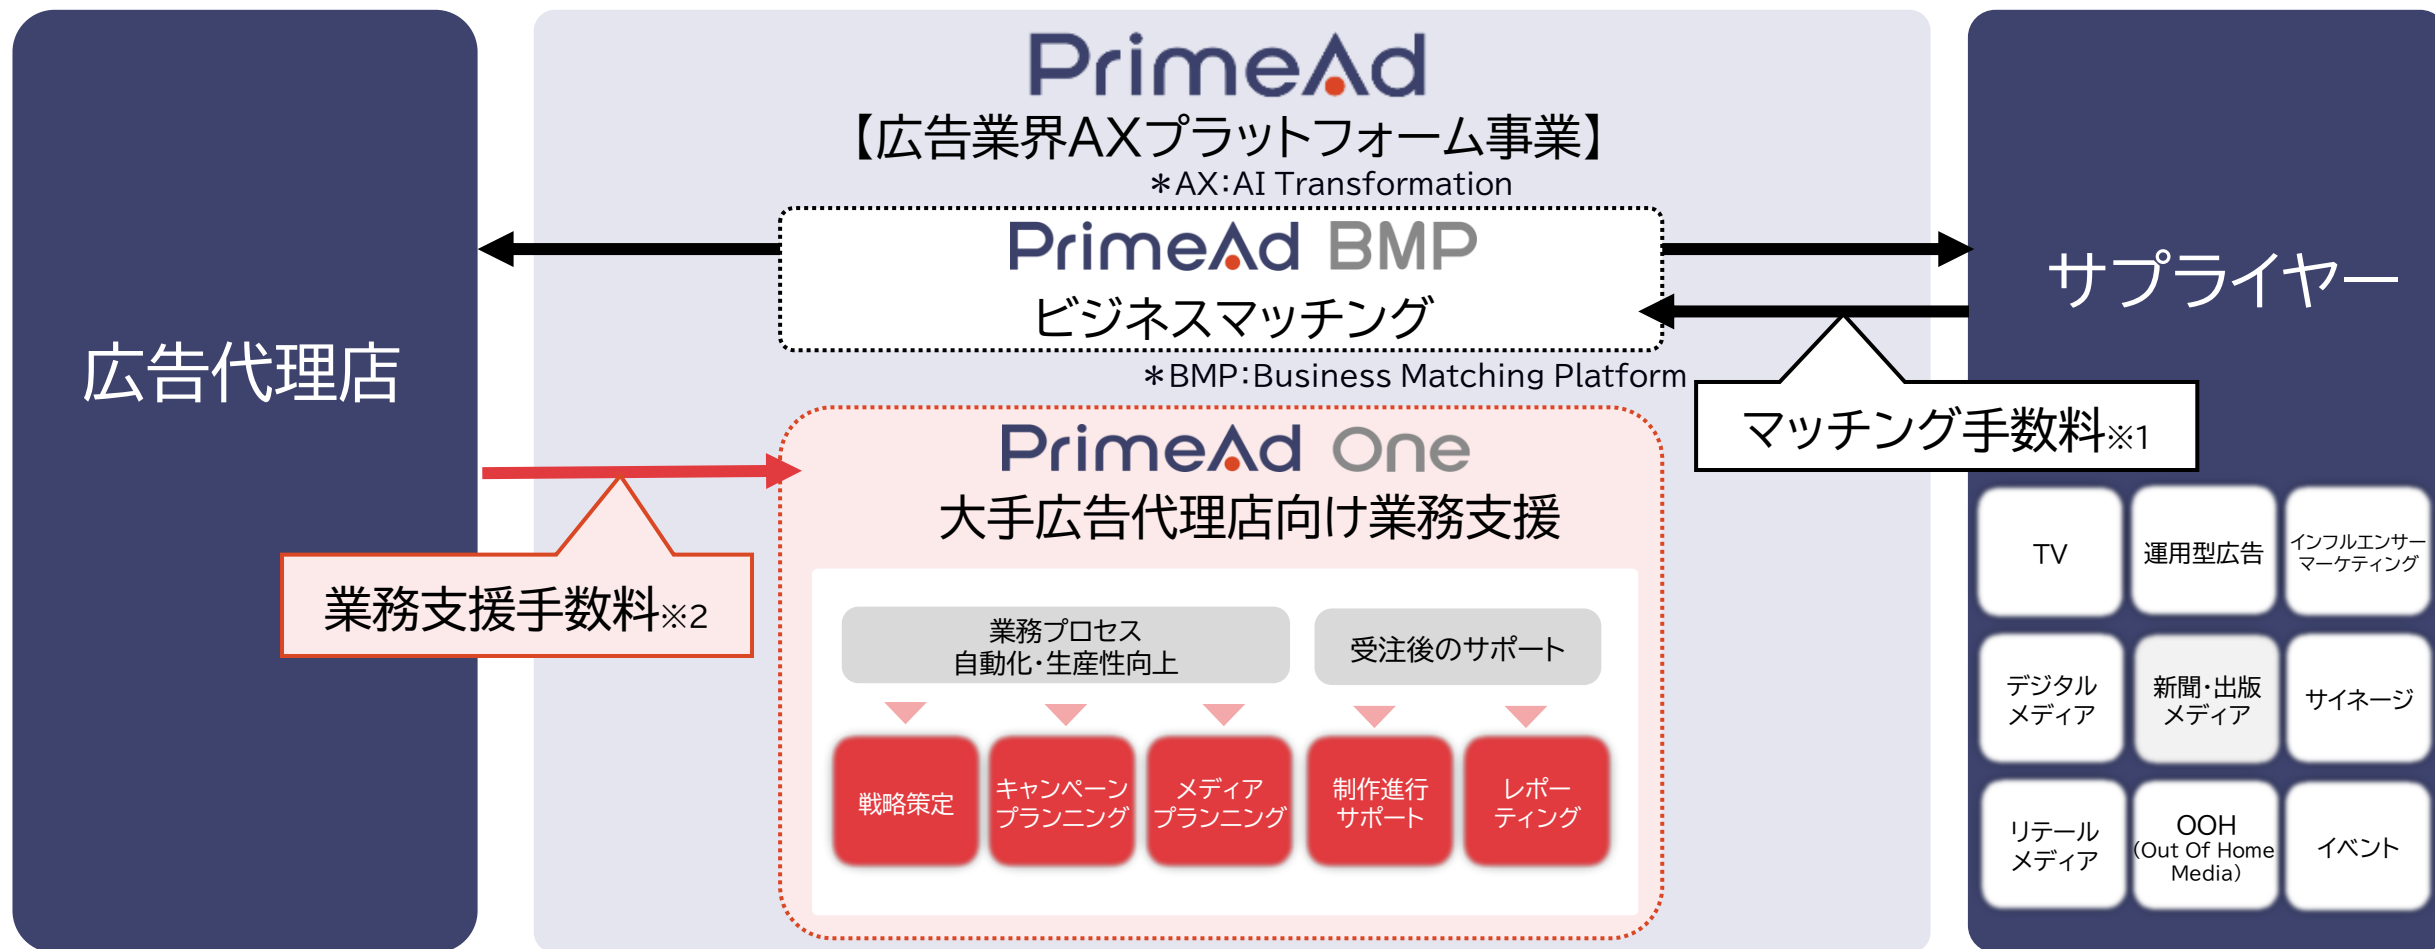 広告代理店
PrimeAd
【広告業界AXプラットフォーム事業】
＊AX：AI Transformation
PrimeAd BMP
ビジネスマッチング
＊BMP：Business Matching Platform
マッチング手数料※1
PrimeAd One
大手広告代理店向け業務支援
業務支援手数料※2
業務プロセス
自動化・生産性向上
受注後のサポート
戦略策定
キャンペーン
プランニング
メディア
プランニング
制作進行
サポート
レポー
ティング
サプライヤー
TV
運用型広告
インフルエンサー
マーケティング
デジタル
メディア
新聞・出版
メディア
サイネージ
リテール
メディア
OOH
(Out Of Home
Media)
イベント